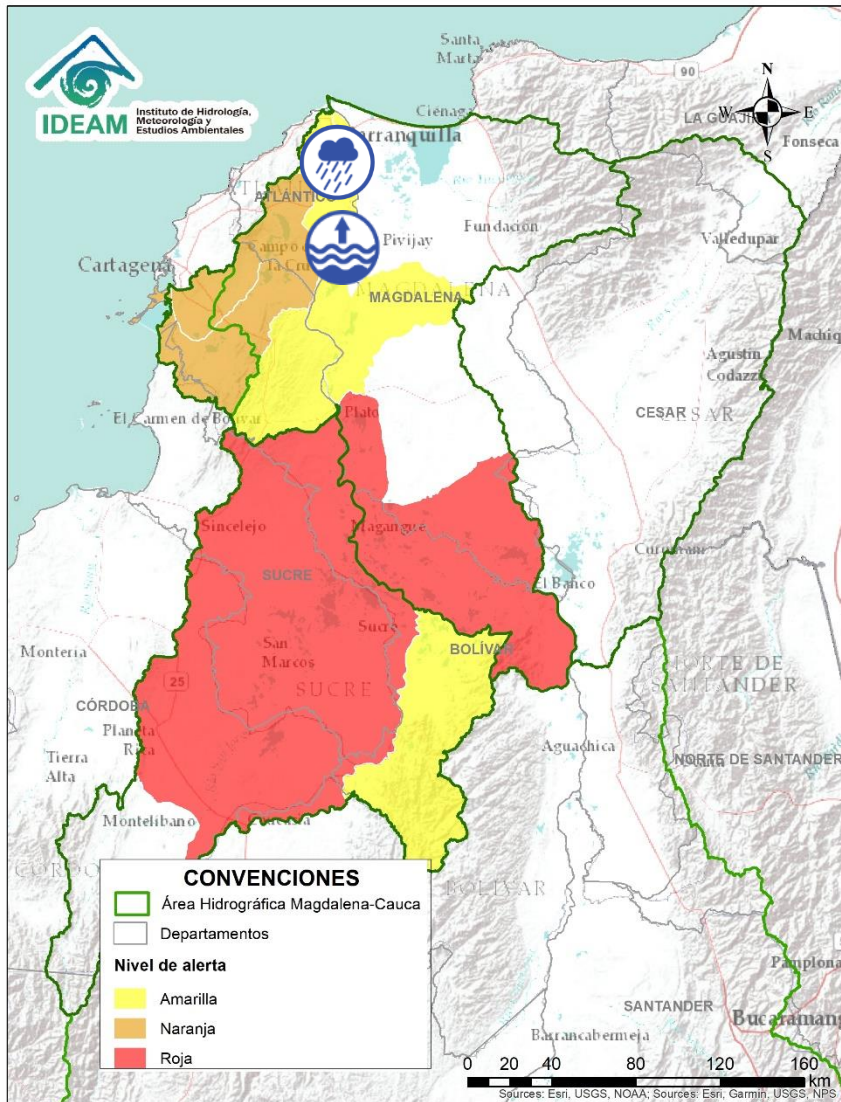 IDEAM
Instituto de Hidrología,
Meteorología y
Estudios Ambientales
Santa
Marta
Ciénaga
90
N
W
E
S
LA GUAJIRA
Fonseca
ATLÁNTICO
Pivijay
Fundación
Valledupar
Cartagena
Campo de
la Cruz
MAGDALENA
Agustín
Codazzi
El Carmen de Bolívar
Plato
CESAR
Sincelejo
Magangué
SUCRE
El Banco
Sucre
BOLÍVAR
Montería
San
Marcos
SUCRE
25
CÓRDOBA
Planeta
Rica
Tierra
Alta
NORTE DE
SANTANDER
Aguachica
NORTE DE SANTANDER
Montelíbano
BOLÍVAR
CONVENCIONES
Área Hidrográfica Magdalena-Cauca
Departamentos
Nivel de alerta
Amarilla
Naranja
Roja
Pamplona
SANTANDER
Barrancabermeja
0 20 40 80 120 160
km
Sources: Esri, USGS, NOAA; Sources: Esri, Garmin, USGS, NPS